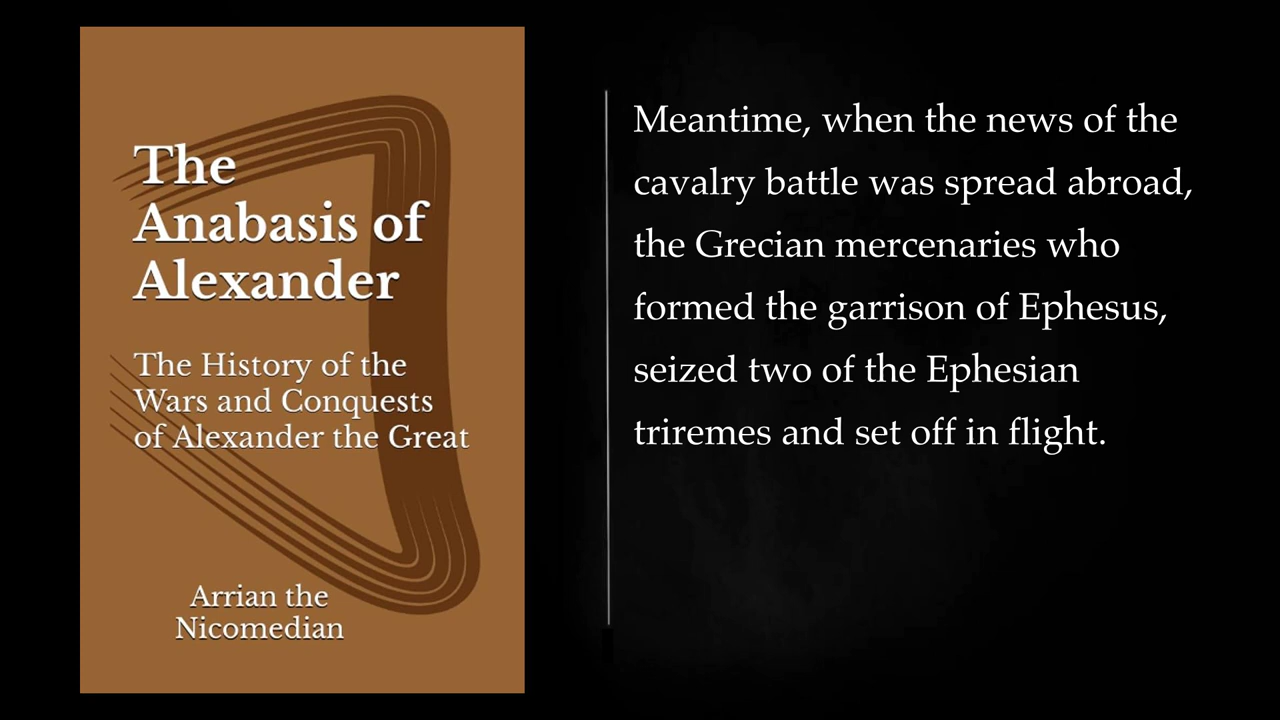 The
Anabasis of
Alexander
The History of the
Wars and Conquests
of Alexander the Great
Arrian the
Nicomedian
Meantime, when the news of the
cavalry battle was spread abroad,
the Grecian mercenaries who
formed the garrison of Ephesus,
seized two of the Ephesian
triremes and set off in flight.